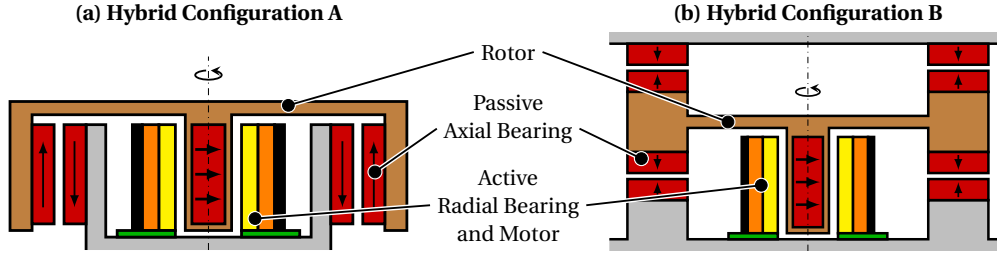 (a) Hybrid Configuration A
(b) Hybrid Configuration B
Rotor
Passive
Axial Bearing
Active
Radial Bearing
and Motor